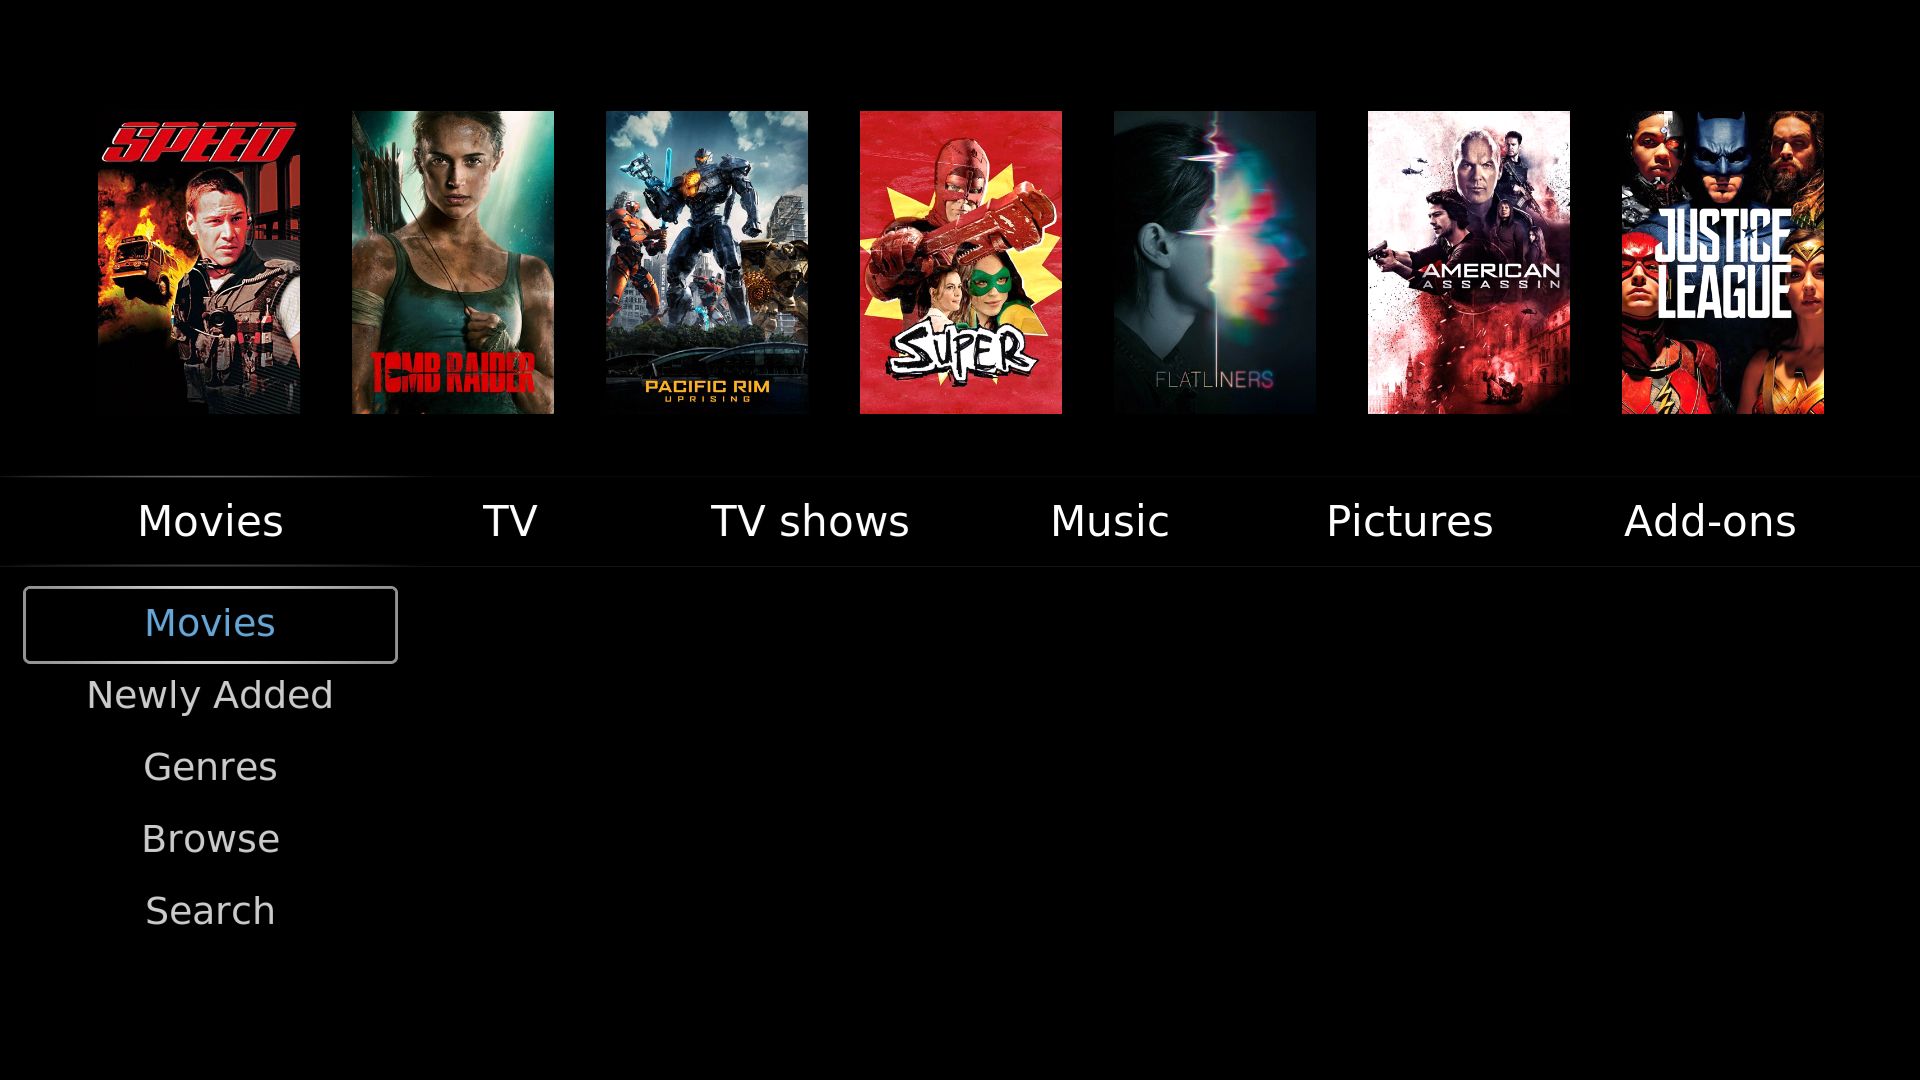 SPEED
TOMB RAIDER
PACIFIC RIM
UPRISING
SUPER
FLATLINERS
AMERICAN
ASSASSIN
JUSTICE
LEAGUE
Movies TV TV shows Music Pictures Add-ons
Movies
Newly Added
Genres
Browse
Search